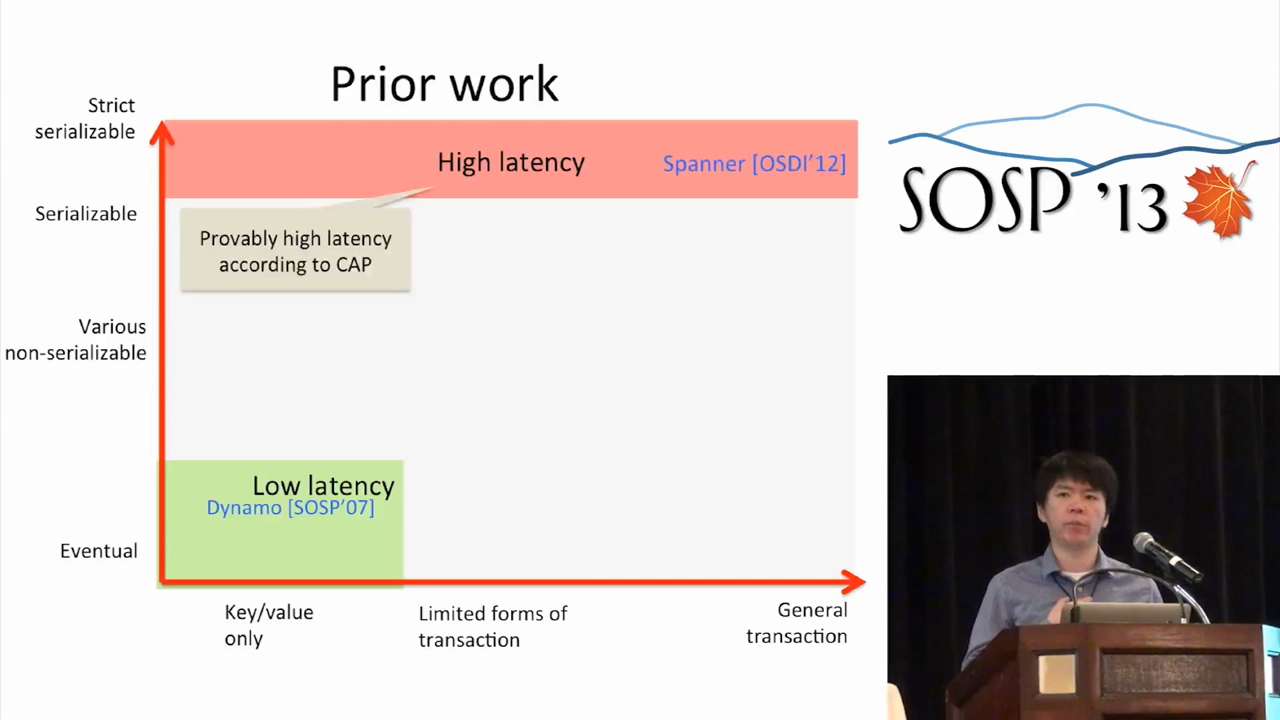 Prior work
Strict
serializable
High latency
Spanner [OSDI'12]
SOSP '13
Serializable
Provably high latency
according to CAP
Various
non-serializable
Low latency
Dynamo [SOSP'07]
Eventual
Key/value
only
Limited forms of
transaction
General
transaction